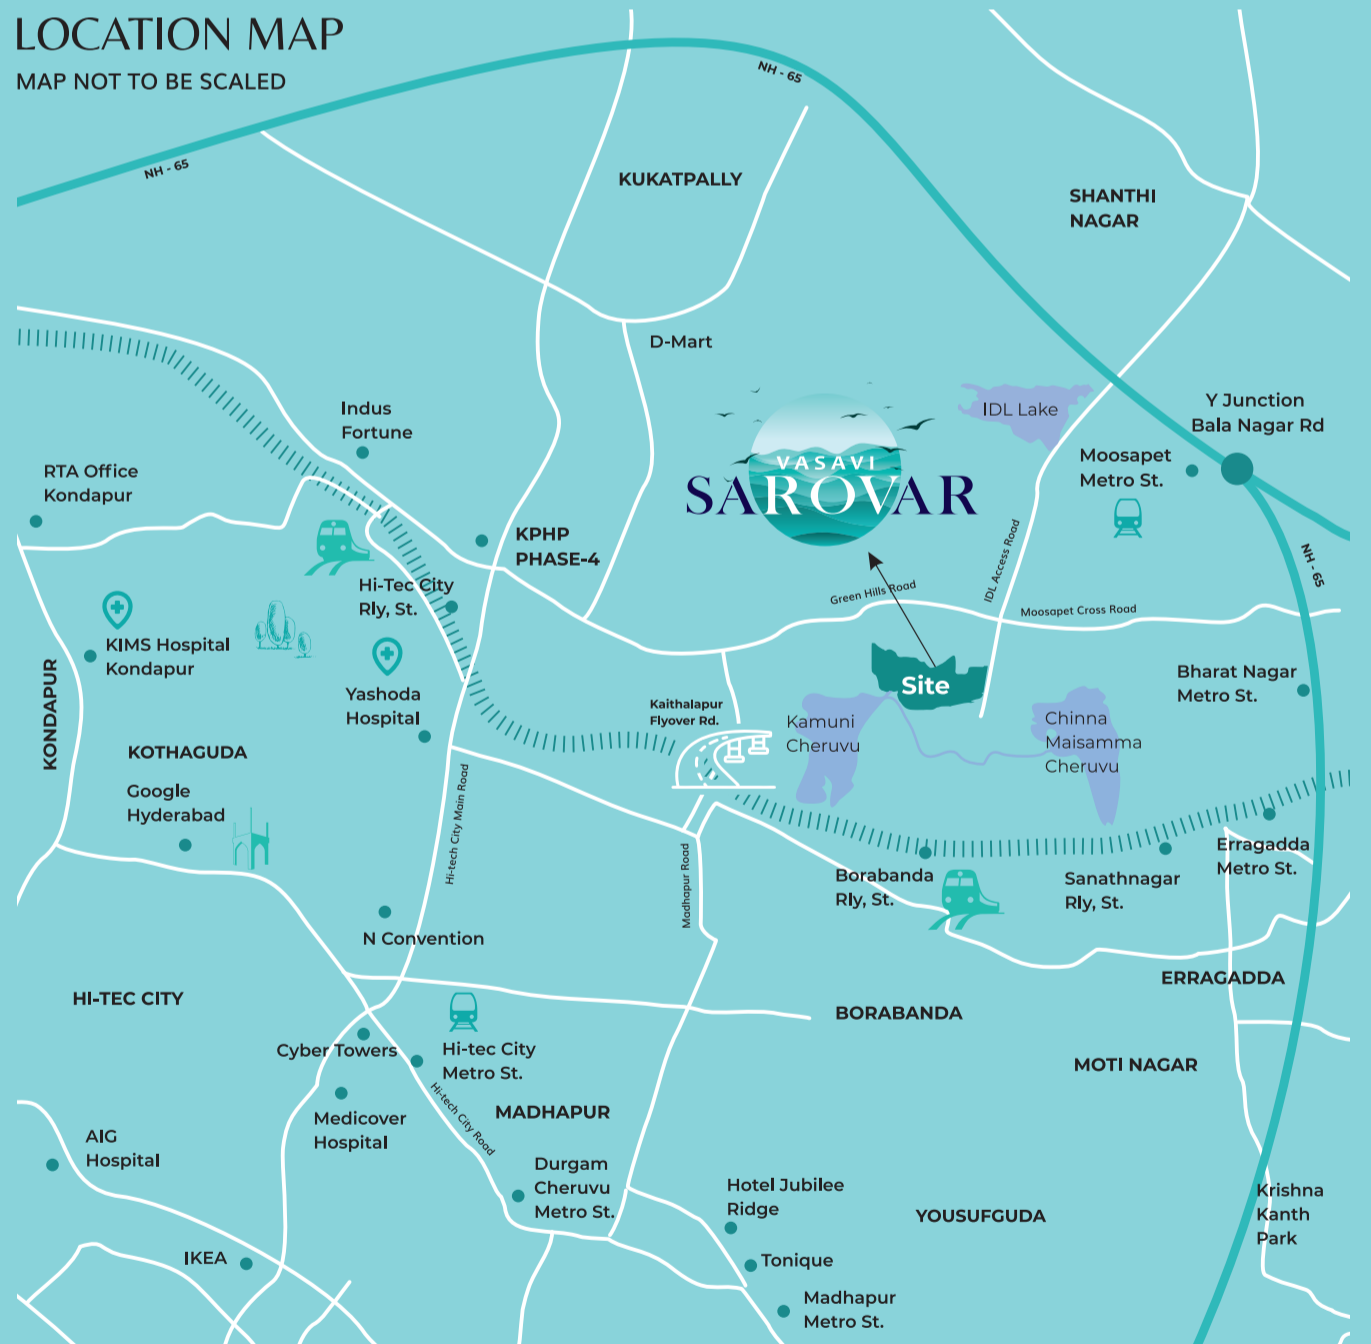 LOCATION MAP
MAP NOT TO BE SCALED
NH - 65
NH - 65
KUKATPALLY
SHANTHI
NAGAR
D-Mart
Indus
Fortune
IDL Lake
Y Junction
Bala Nagar Rd
RTA Office
Kondapur
VASAVI
SAROVAR
Moosapet
Metro St.
KPHP
PHASE-4
IDL Access Road
NH - 65
Hi-Tec City
Rly, St.
Green Hills Road
Moosapet Cross Road
KIMS Hospital
Kondapur
KONDAPUR
Yashoda
Hospital
Site
Bharat Nagar
Metro St.
Kaithalapur
Flyover Rd.
Kamuni
Cheruvu
Chinna
Maisamma
Cheruvu
KOTHAGUDA
Google
Hyderabad
Hi-tech City Main Road
Madhapur Road
Borabanda
Rly, St.
Sanathnagar
Rly, St.
Erragadda
Metro St.
N Convention
HI-TEC CITY
ERRAGADDA
BORABANDA
Cyber Towers
Hi-tec City
Metro St.
MOTI NAGAR
Hi-tech City Road
MADHAPUR
Medicover
Hospital
AIG
Hospital
Durgam
Cheruvu
Metro St.
Hotel Jubilee
Ridge
YOUSUFGUDA
Krishna
Kanth
Park
IKEA
Tonique
Madhapur
Metro St.